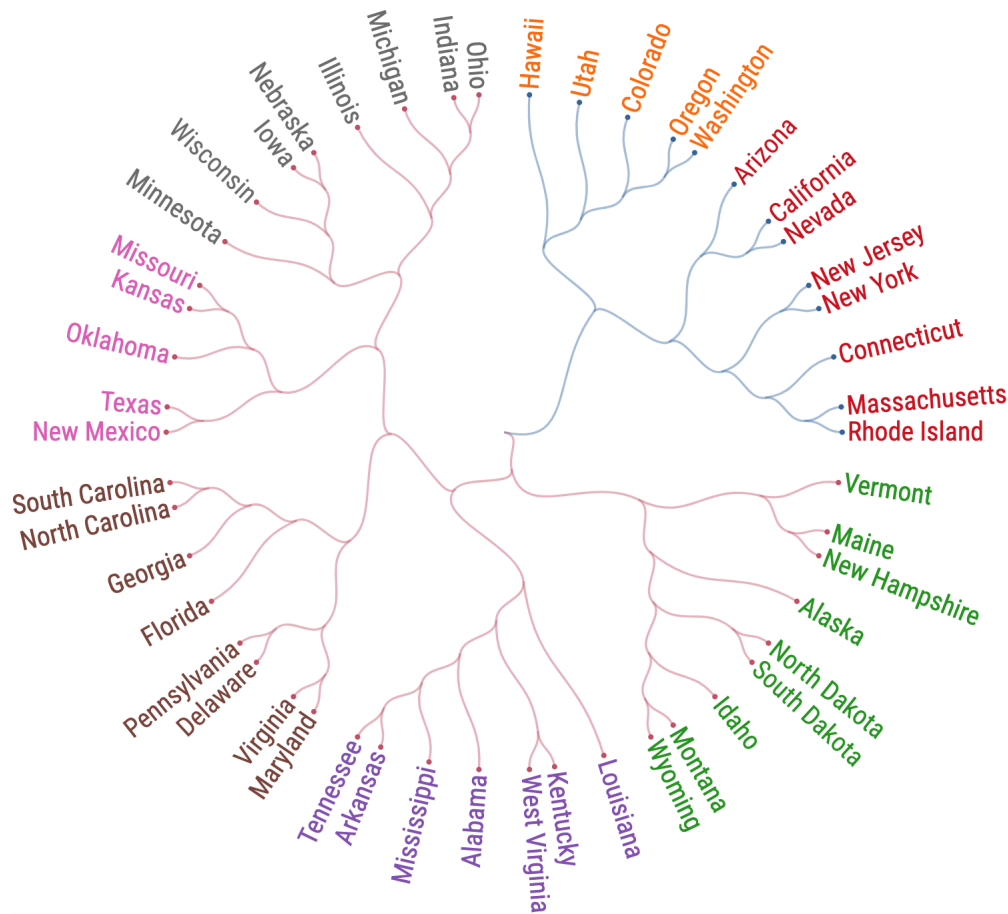 Hawaii
Utah
Colorado
Oregon
Washington
Arizona
California
Nevada
New Jersey
New York
Connecticut
Massachusetts
Rhode Island
Vermont
Maine
New Hampshire
Alaska
North Dakota
South Dakota
Idaho
Montana
Wyoming
Louisiana
Kentucky
West Virginia
Alabama
Mississippi
Arkansas
Tennessee
Maryland
Virginia
Delaware
Pennsylvania
Florida
Georgia
North Carolina
South Carolina
New Mexico
Texas
Oklahoma
Kansas
Missouri
Minnesota
Wisconsin
Iowa
Nebraska
Illinois
Michigan
Indiana
Ohio